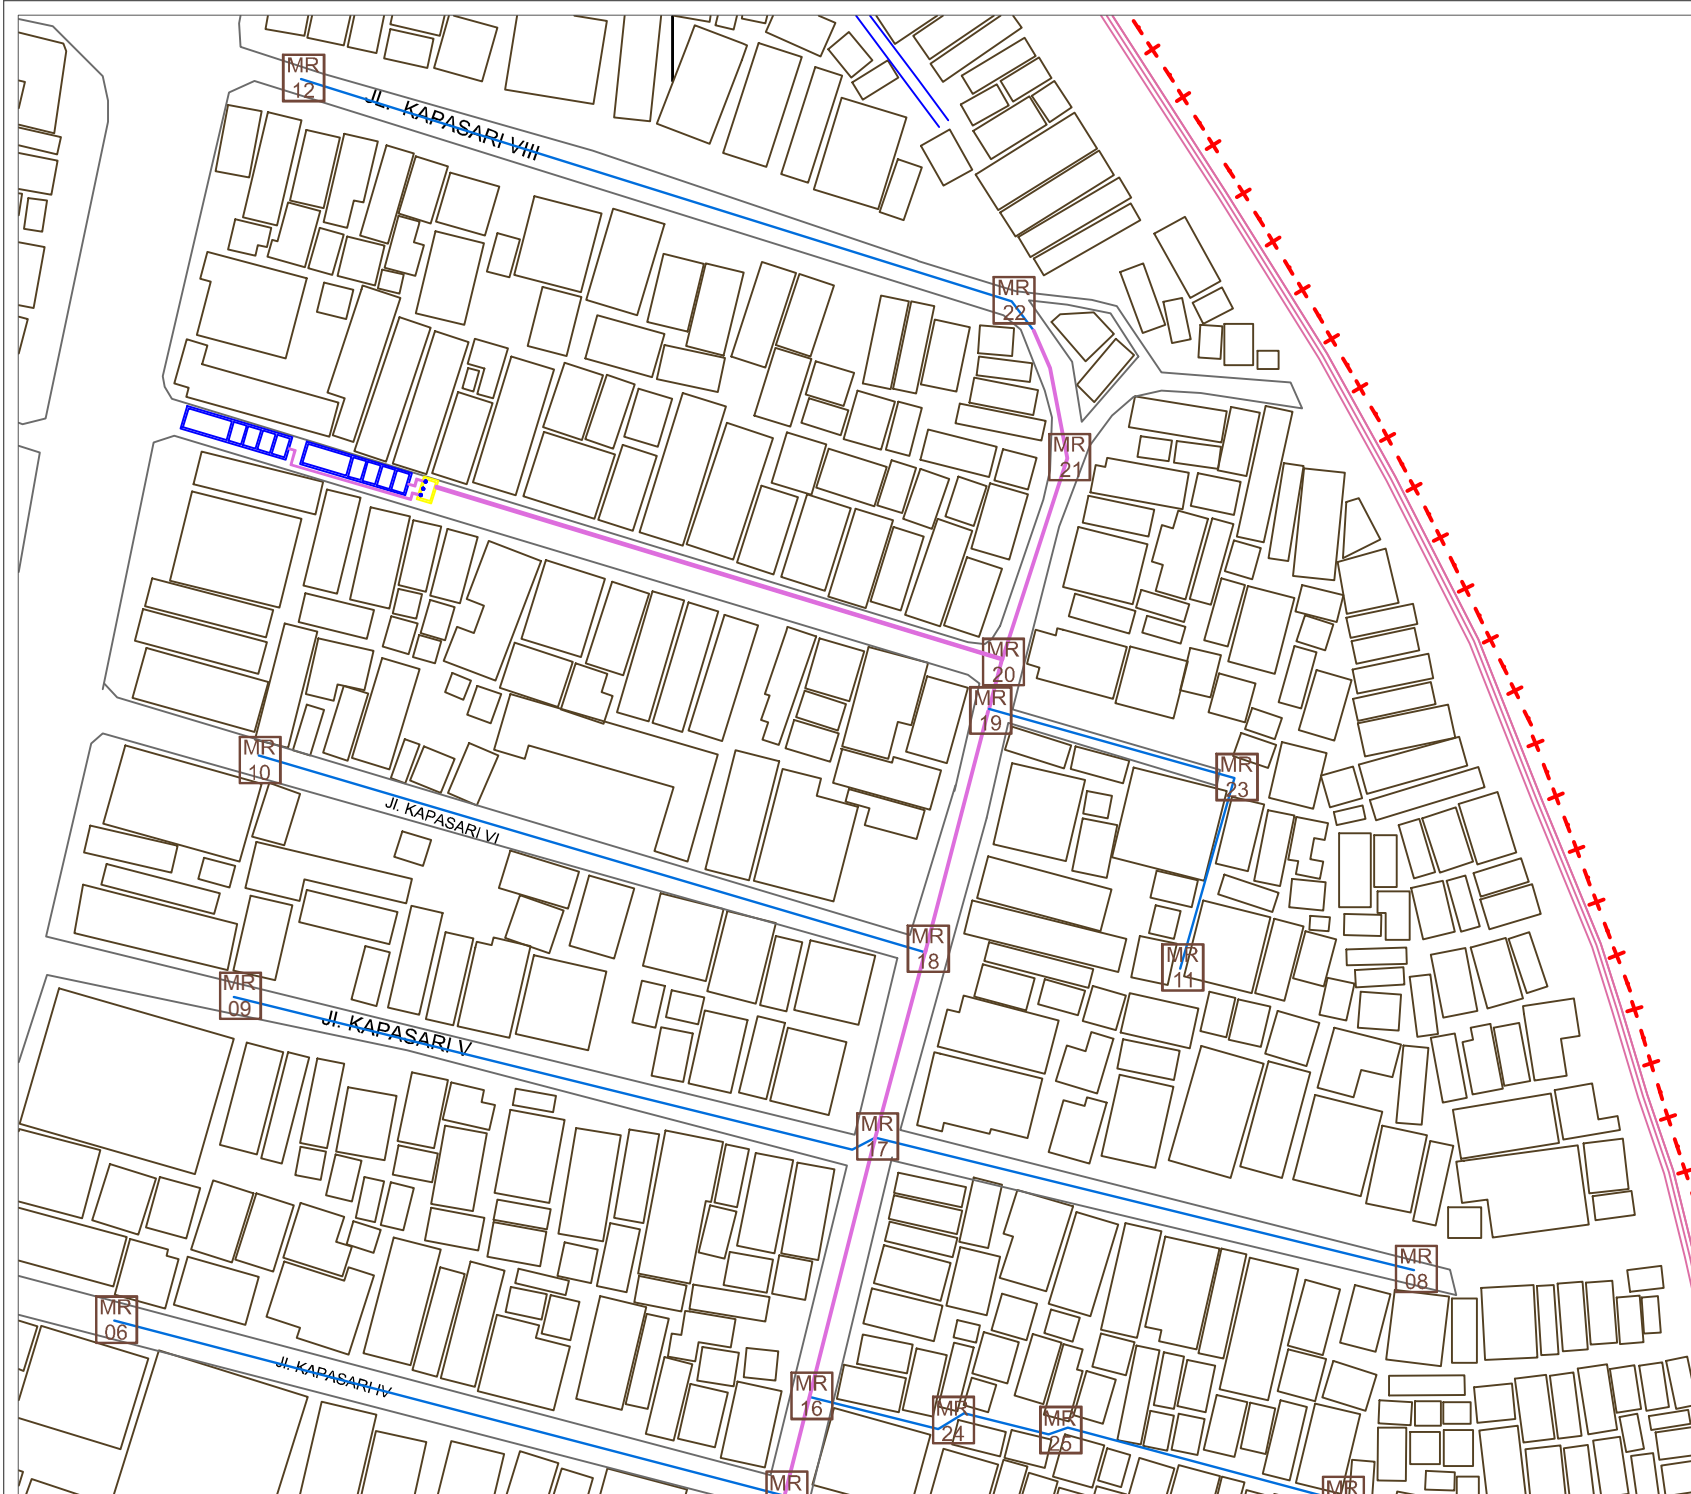 MR
12
JL. KAPASARI VIII
MR
22
MR
21
MR
20
MR
19
MR
23
MR
10
Jl. KAPASARI VI
MR
18
MR
11
MR
09
Jl. KAPASARI V
MR
17
MR
08
MR
06
Jl. KAPASARI IV
MR
16
MR
24
MR
25
MR
MR